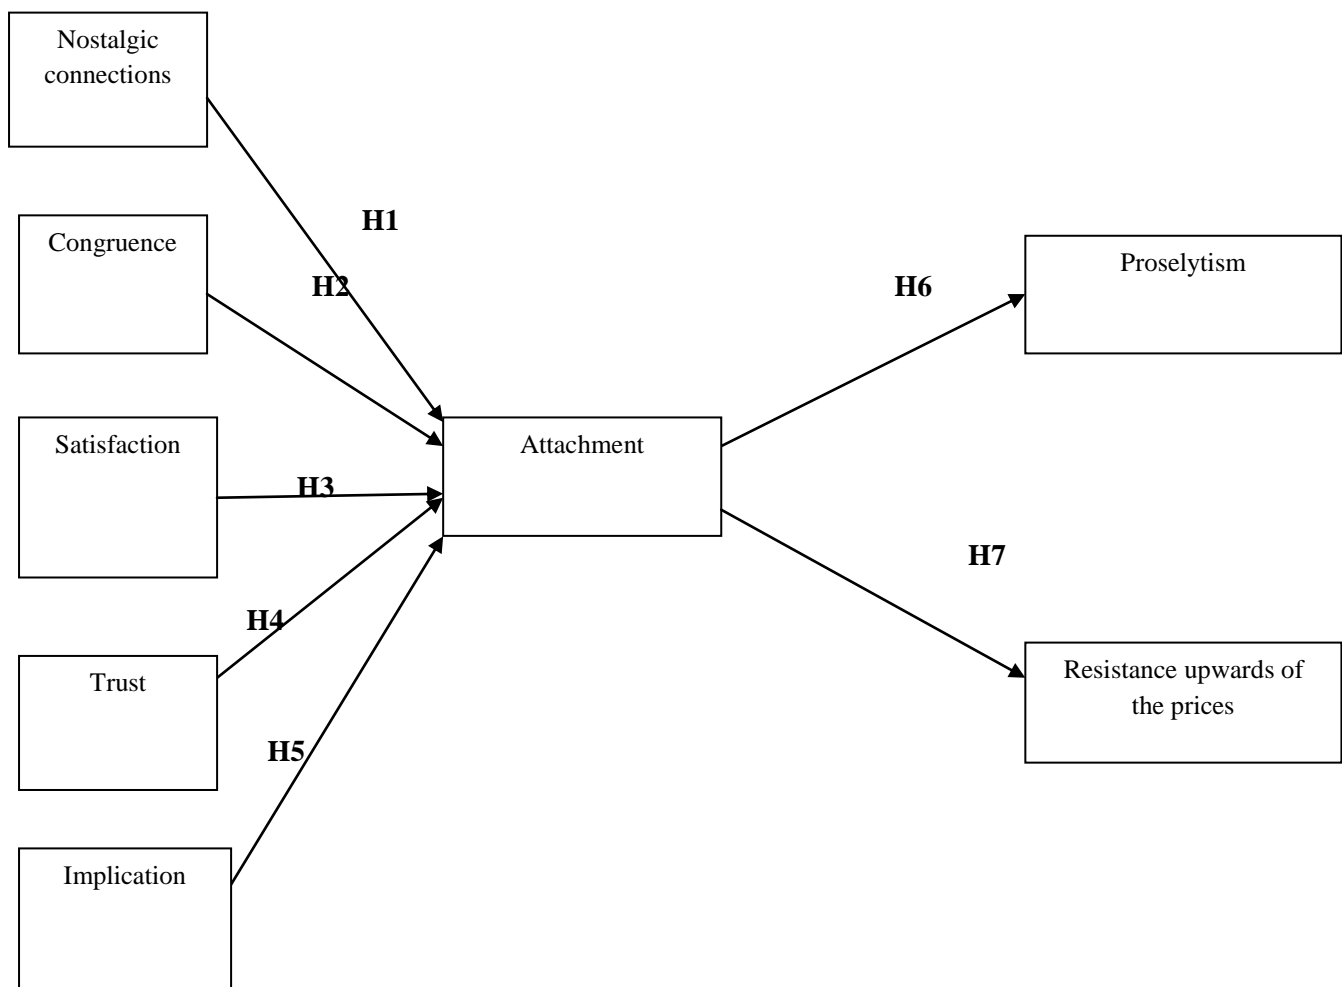 Nostalgic
connections
H1
Congruence
H2
H6
Proselytism
Satisfaction
Attachment
H3
H7
H4
Trust
Resistance upwards of
the prices
H5
Implication